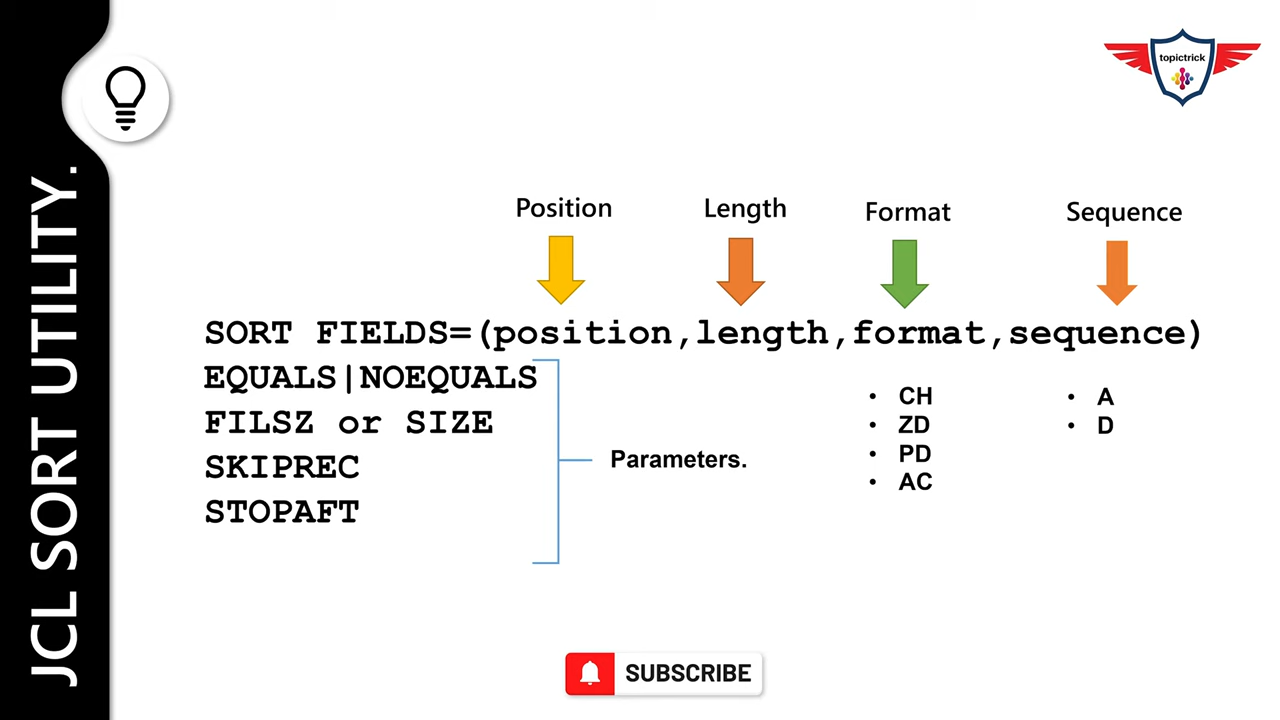 topictrick
JCL SORT UTILITY.
Position Length Format Sequence
SORT FIELDS=(position,length,format,sequence)
EQUALS|NOEQUALS
FILSZ or SIZE
SKIPREC
STOPAFT
Parameters.
• CH
• ZD
• PD
• AC
• A
• D
SUBSCRIBE